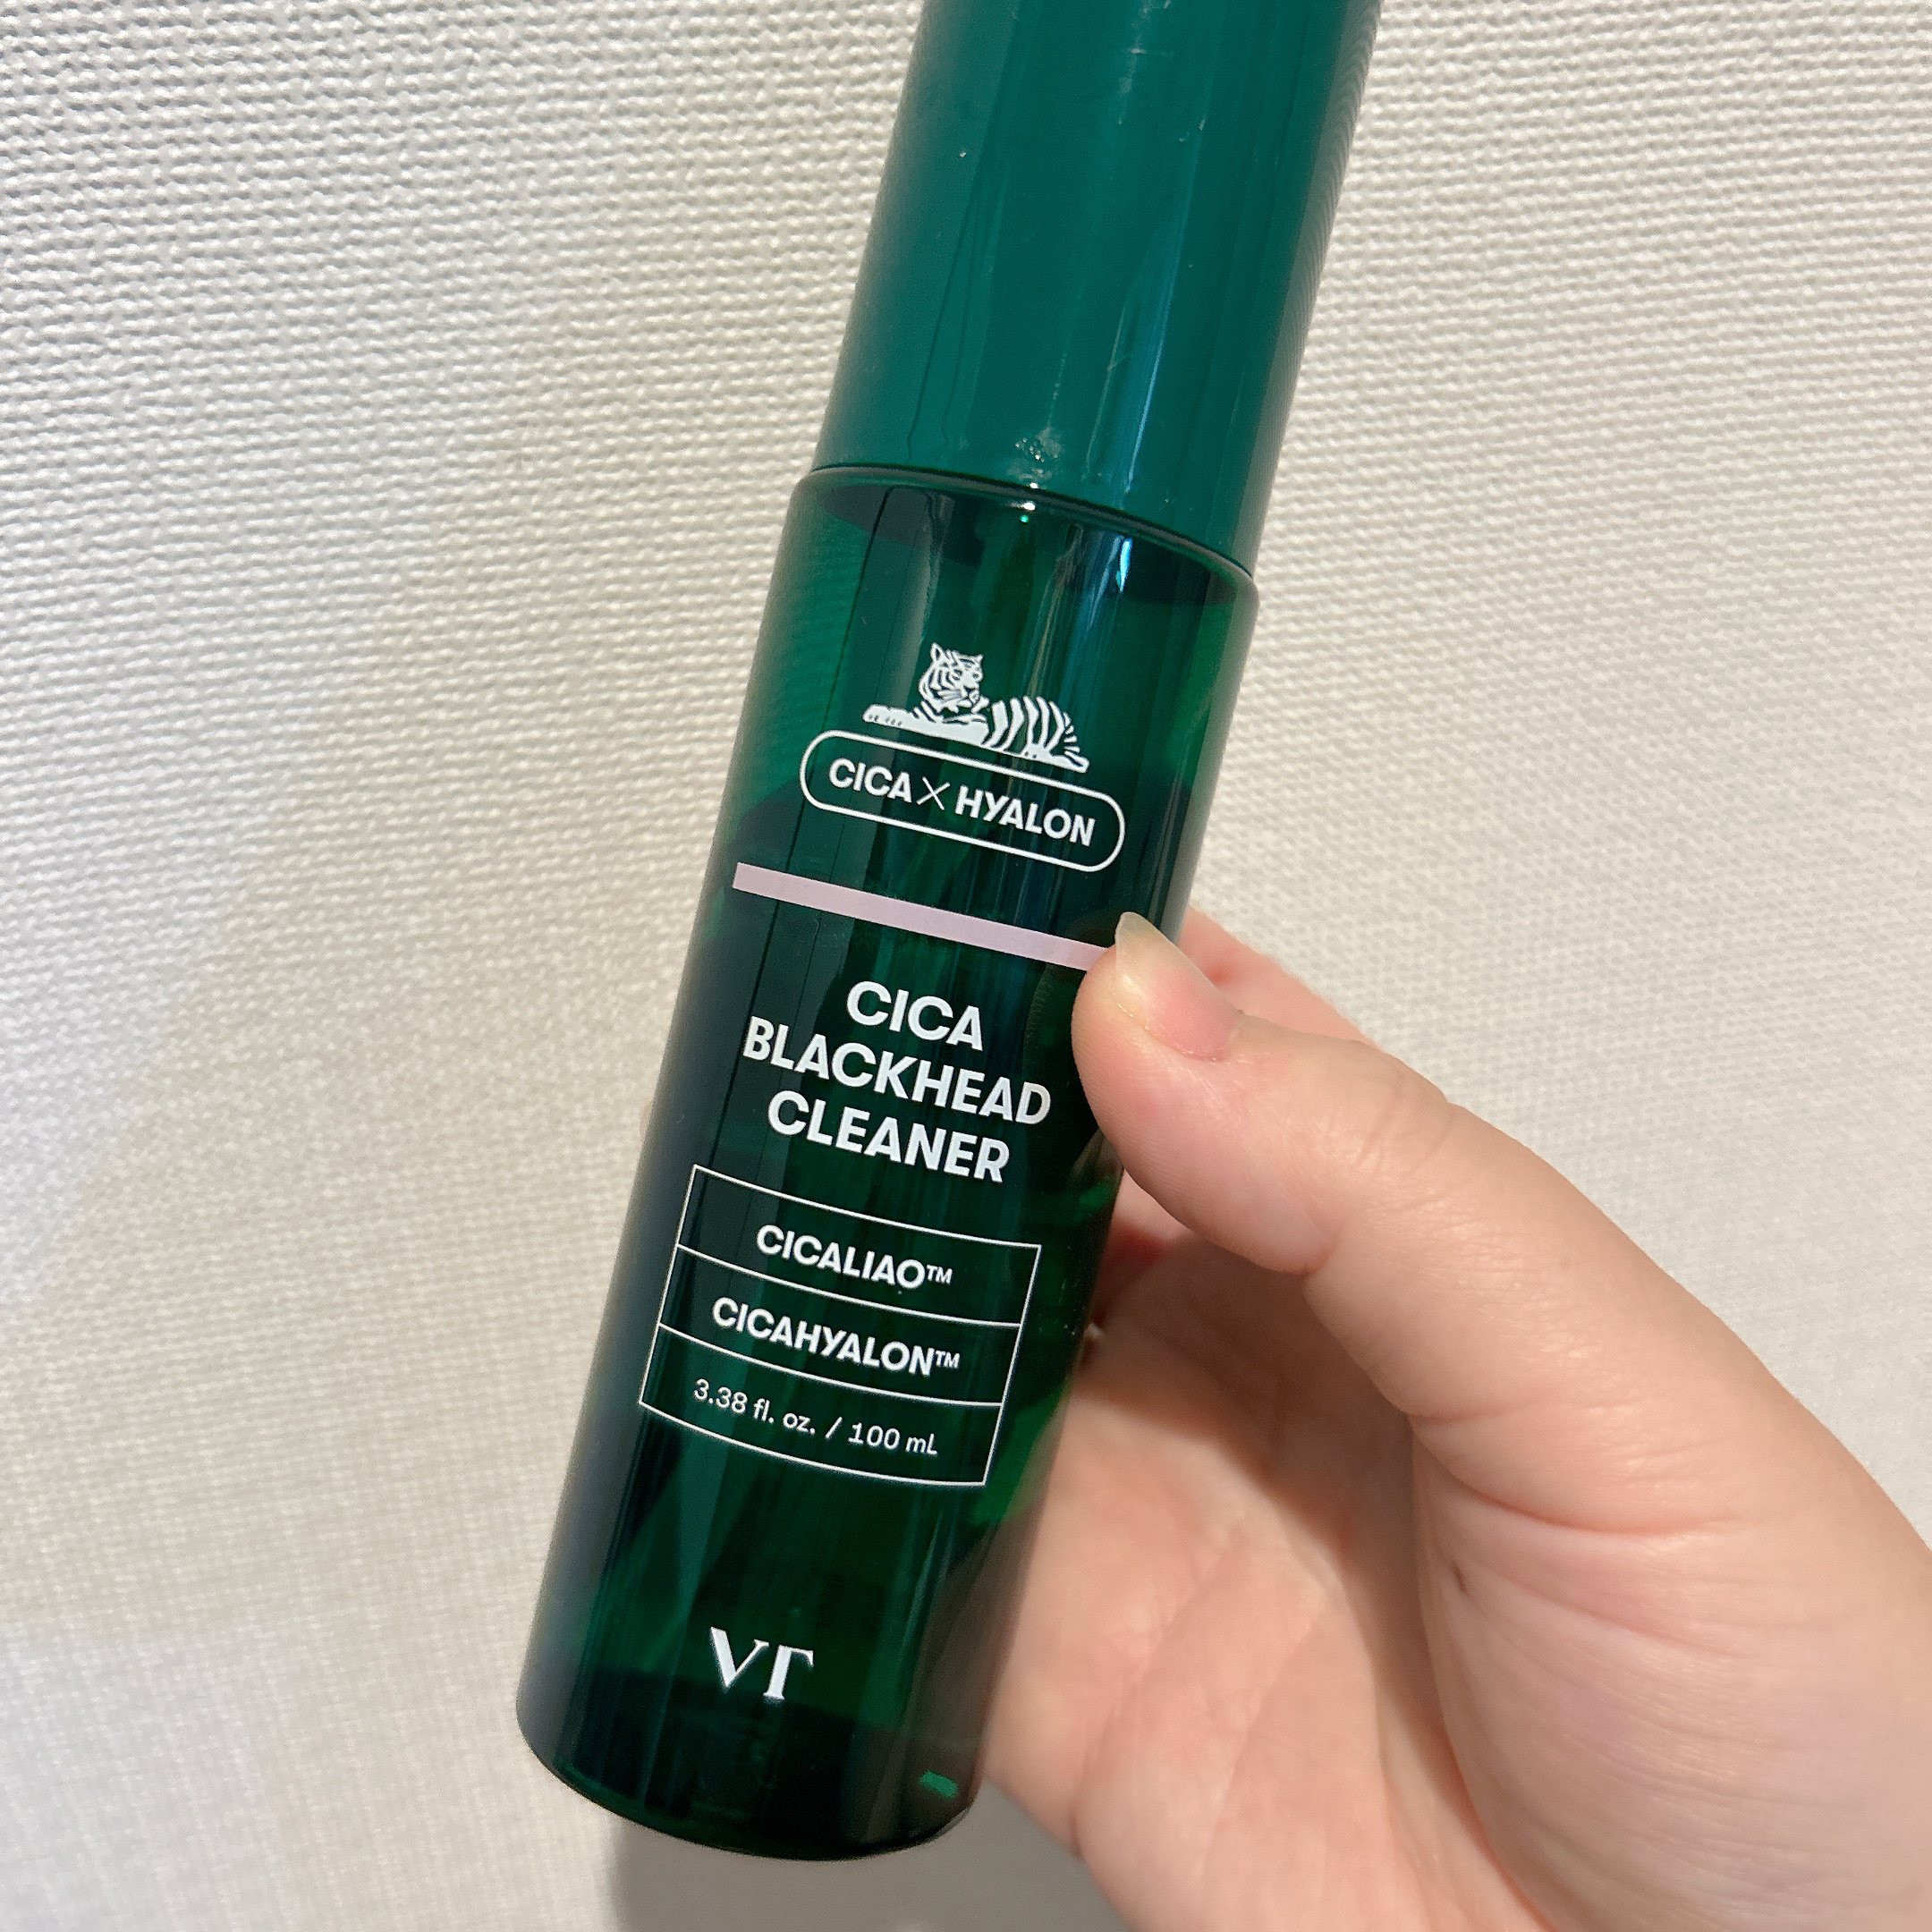 CICA X HYALON
CICA
BLACKHEAD
CLEANER
CICALIAO™
CICAHYALON™
3.38 fl. oz. / 100 mL
VT